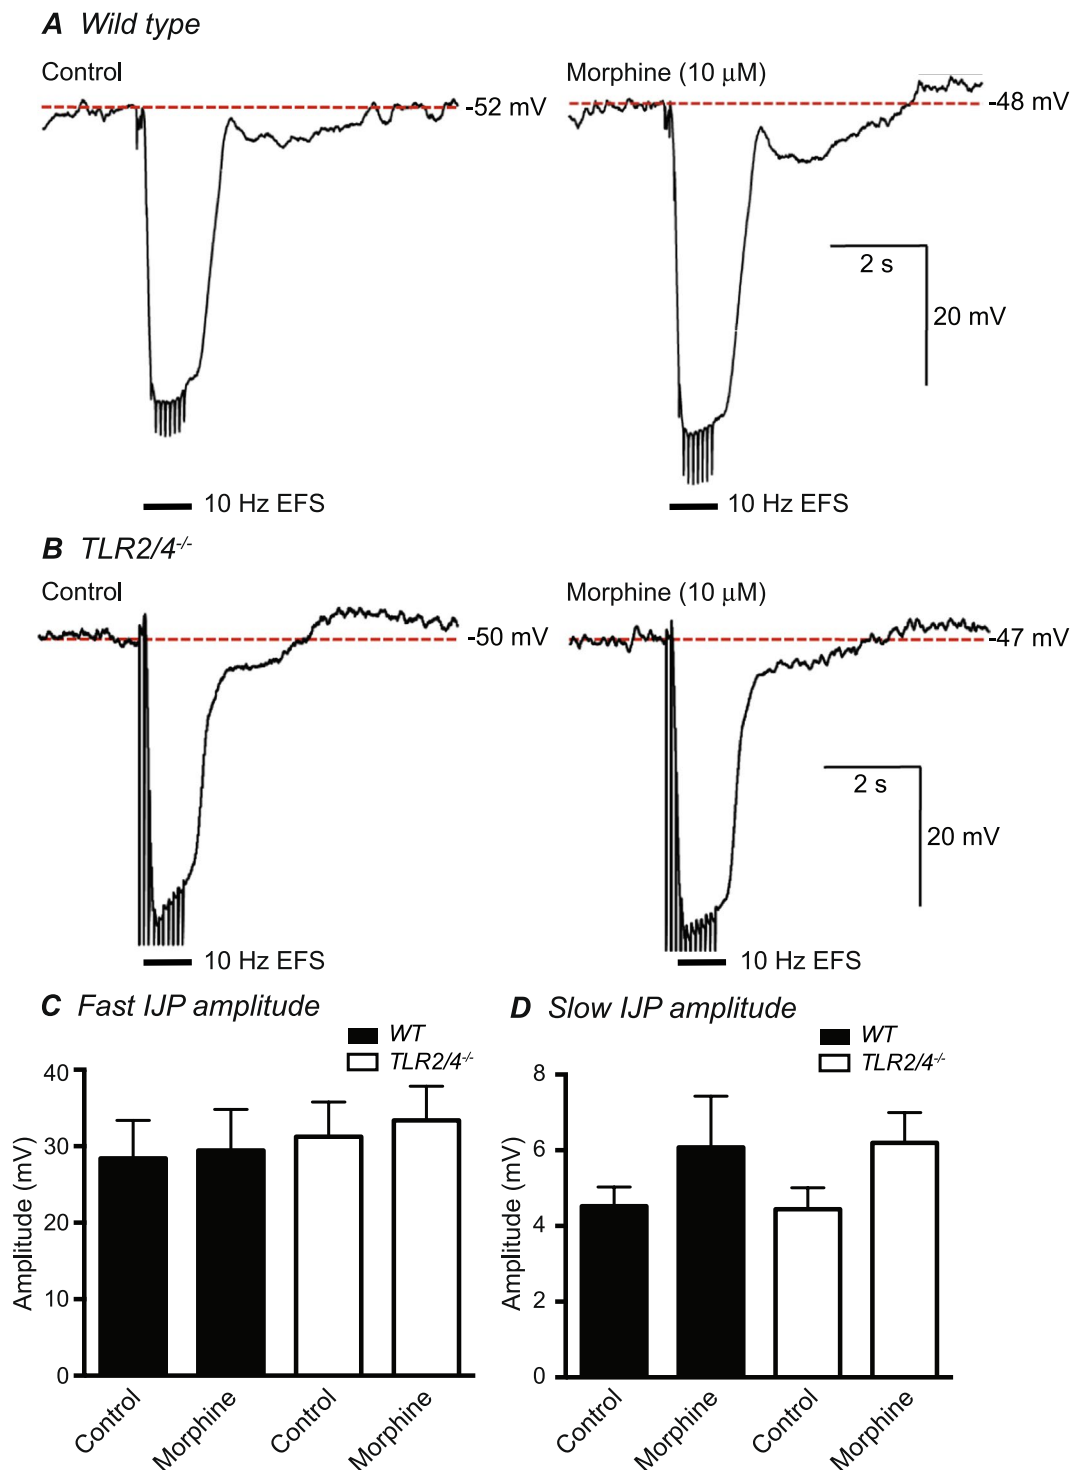 A Wild type
Control
Morphine (10 µM)
-52 mV
-48 mV
2 s
20 mV
10 Hz EFS
10 Hz EFS
B TLR2/4-/-
Control
Morphine (10 µM)
-50 mV
-47 mV
2 s
20 mV
10 Hz EFS
10 Hz EFS
C Fast IJP amplitude
WT
TLR2/4-/-
Amplitude (mV)
40
30
20
10
0
Control
Morphine
Control
Morphine
D Slow IJP amplitude
WT
TLR2/4-/-
Amplitude (mV)
8
6
4
2
0
Control
Morphine
Control
Morphine